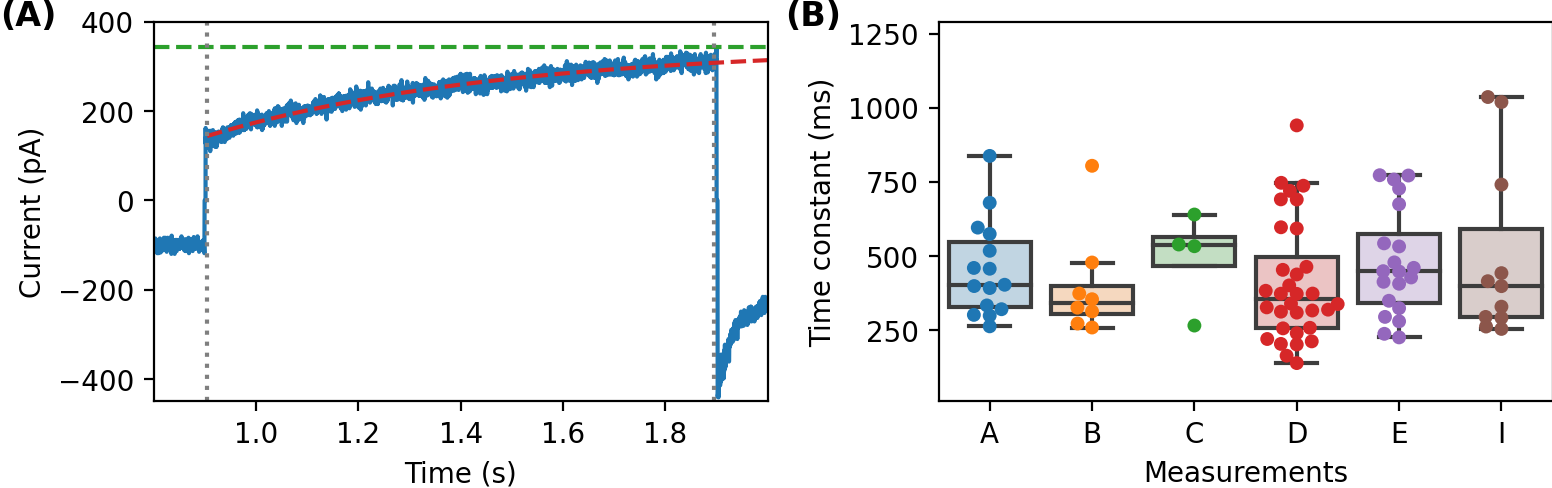 (A)
400
200
0
−200
−400
Current (pA)
1.0 1.2 1.4 1.6 1.8
Time (s)
(B)
1250
1000
750
500
250
Time constant (ms)
A B C D E I
Measurements